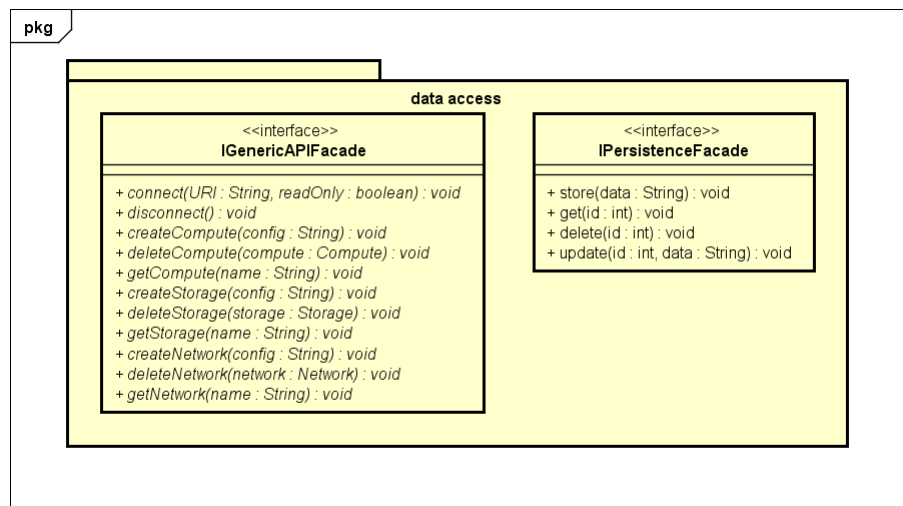 pkg
data access
<<interface>>
IGenericAPIFacade
+ connect(URI : String, readOnly : boolean) : void
+ disconnect() : void
+ createCompute(config : String) : void
+ deleteCompute(compute : Compute) : void
+ getCompute(name : String) : void
+ createStorage(config : String) : void
+ deleteStorage(storage : Storage) : void
+ getStorage(name : String) : void
+ createNetwork(config : String) : void
+ deleteNetwork(network : Network) : void
+ getNetwork(name : String) : void
<<interface>>
IPersistenceFacade
+ store(data : String) : void
+ get(id : int) : void
+ delete(id : int) : void
+ update(id : int, data : String) : void